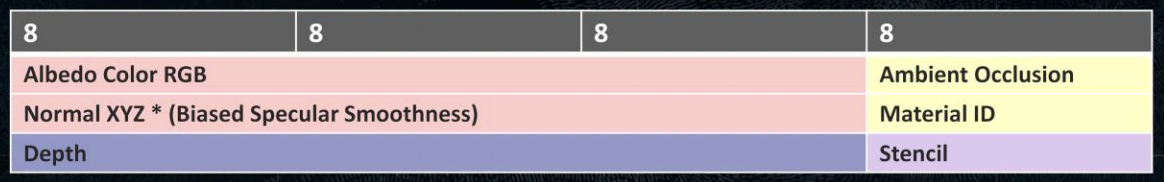 8 8 8 8
Albedo Color RGB Ambient Occlusion
Normal XYZ * (Biased Specular Smoothness) Material ID
Depth Stencil